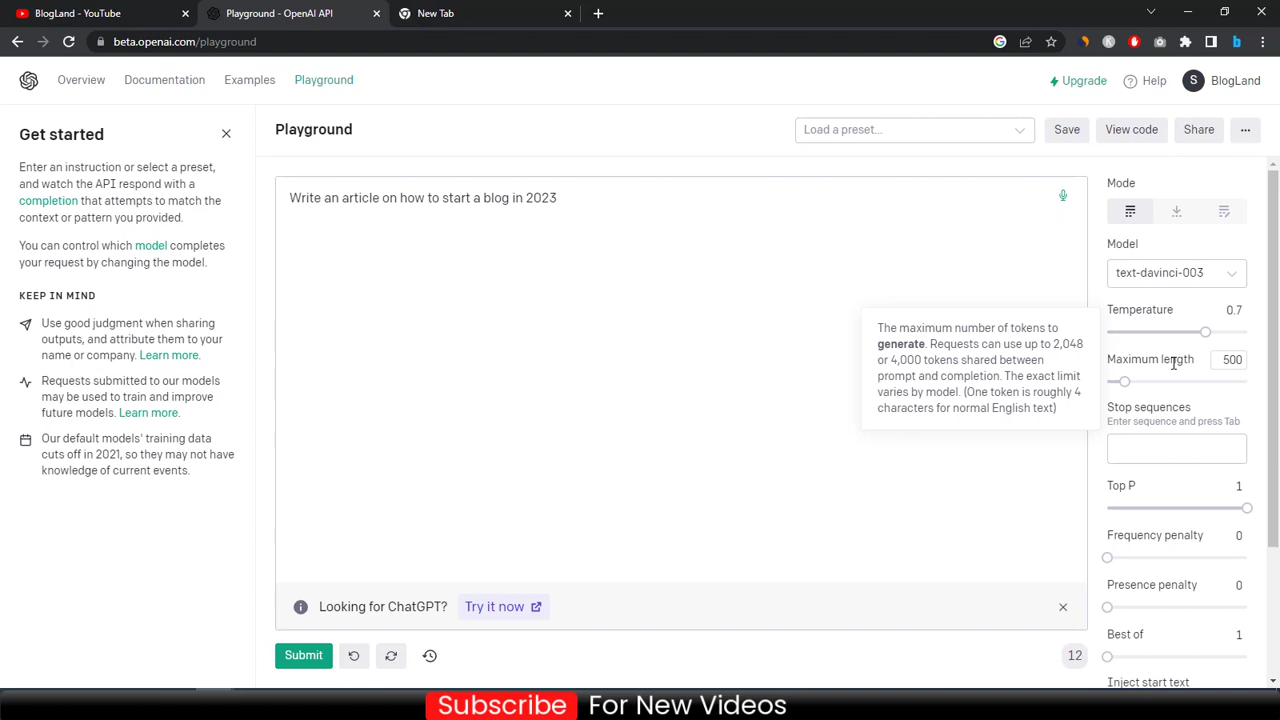 BlogLand - YouTube
Playground - OpenAI API
New Tab
beta.openai.com/playground
Overview
Documentation
Examples
Playground
Upgrade
Help
S
BlogLand
Get started
Enter an instruction or select a preset,
and watch the API respond with a
completion that attempts to match the
context or pattern you provided.
You can control which model completes
your request by changing the model.
KEEP IN MIND
Use good judgment when sharing
outputs, and attribute them to your
name or company. Learn more.
Requests submitted to our models
may be used to train and improve
future models. Learn more.
Our default models' training data
cuts off in 2021, so they may not have
knowledge of current events.
Playground
Load a preset...
Save
View code
Share
Write an article on how to start a blog in 2023
The maximum number of tokens to
generate. Requests can use up to 2,048
or 4,000 tokens shared between
prompt and completion. The exact limit
varies by model. (One token is roughly 4
characters for normal English text)
Looking for ChatGPT? Try it now
Submit
12
Mode
Model
text-davinci-003
Temperature 0.7
Maximum length 500
Stop sequences
Enter sequence and press Tab
Top P 1
Frequency penalty 0
Presence penalty 0
Best of 1
Inject start text
Subscribe For New Videos